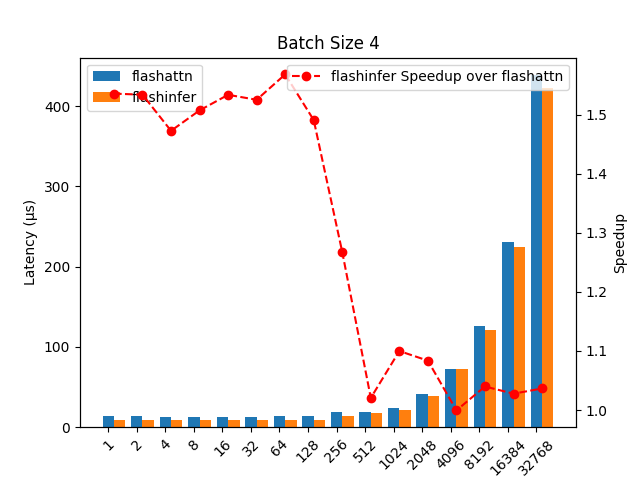 Batch Size 4
flashattn
flashinfer
flashinfer Speedup over flashattn
Latency (μs)
400
300
200
100
0
Speedup
1.5
1.4
1.3
1.2
1.1
1.0
1 2 4 8 16 32 64 128 256 512 1024 2048 4096 8192 16384 32768